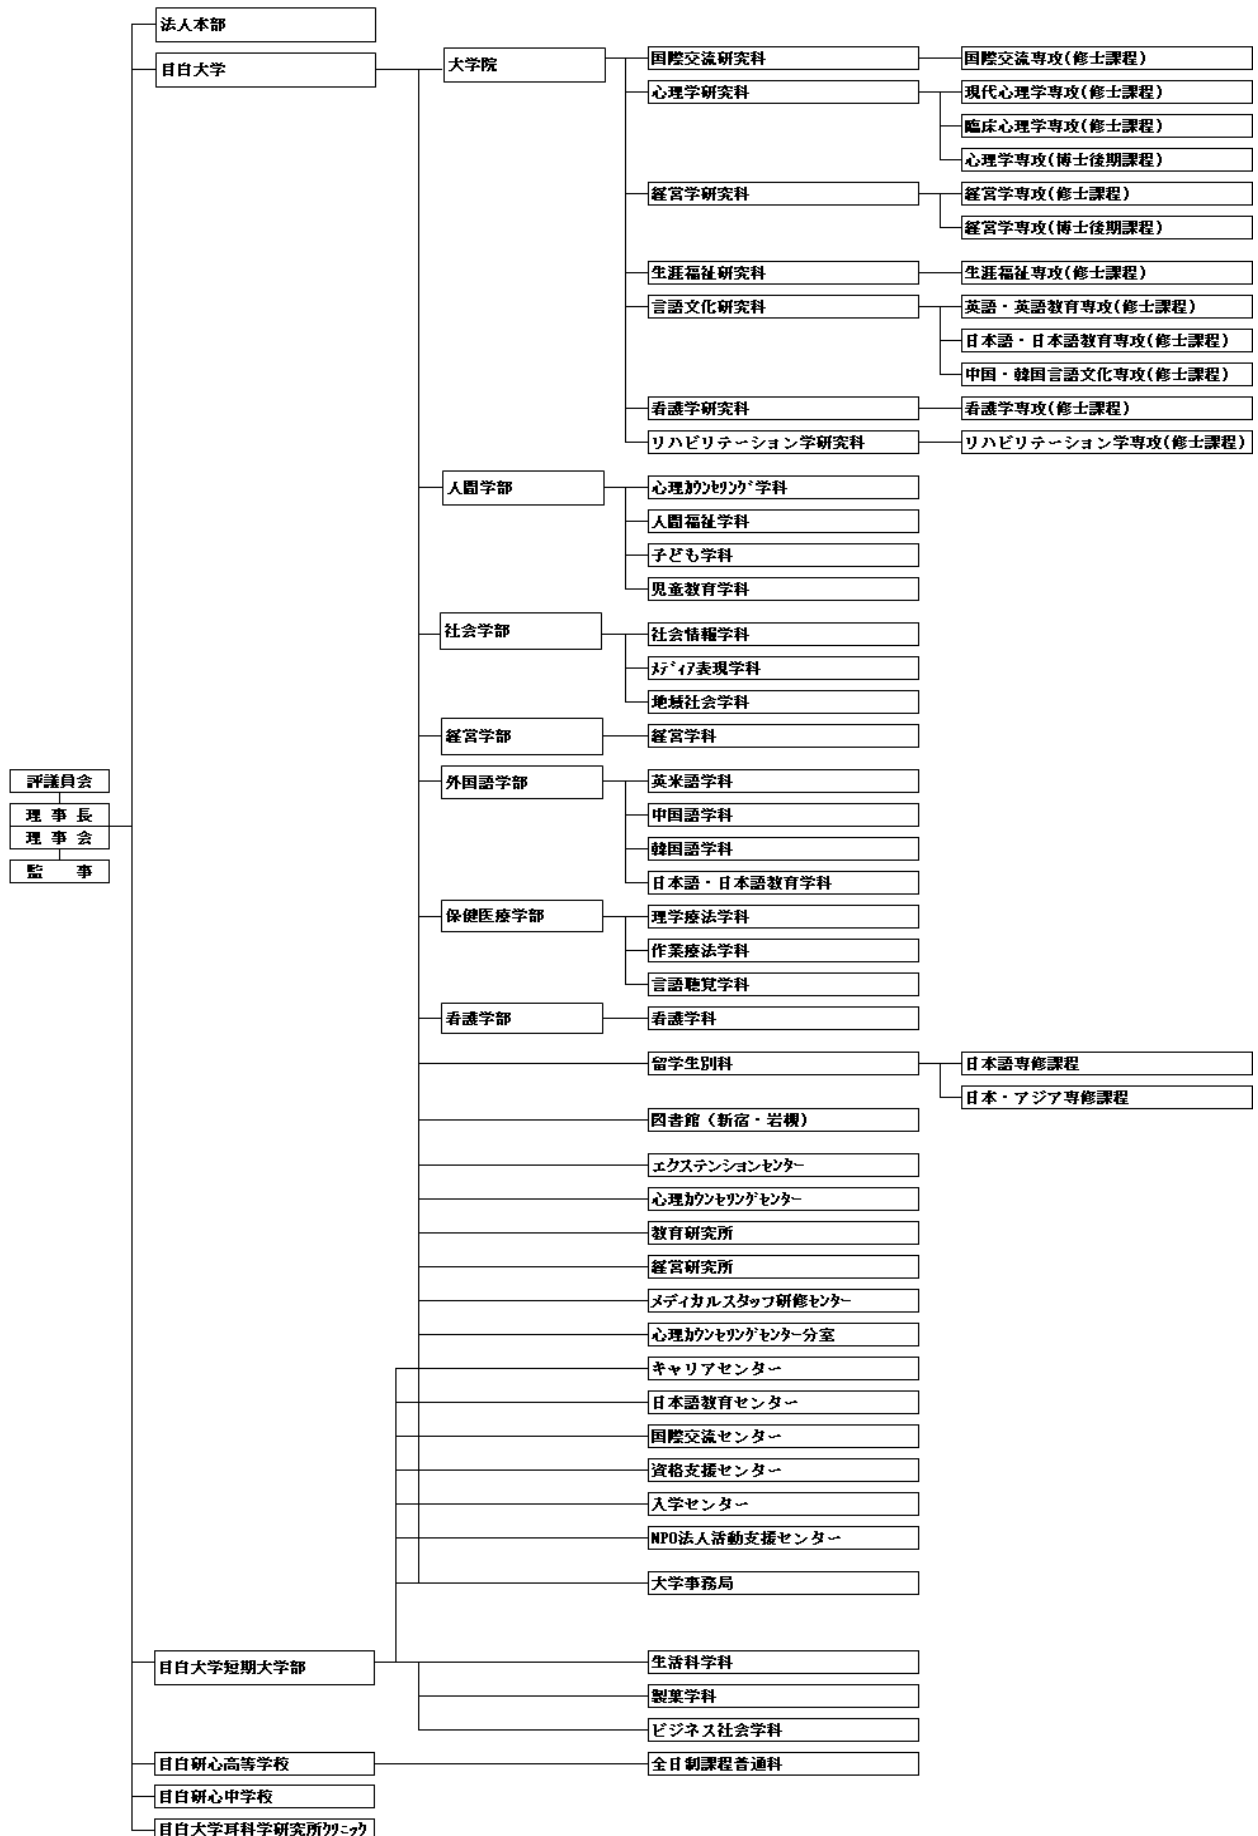 法人本部
目白大学
大学院
国際交流研究科
国際交流専攻(修士課程)
心理学研究科
現代心理学専攻(修士課程)
臨床心理学専攻(修士課程)
心理学専攻(博士後期課程)
経営学研究科
経営学専攻(修士課程)
経営学専攻(博士後期課程)
生涯福祉研究科
生涯福祉専攻(修士課程)
言語文化研究科
英語・英語教育専攻(修士課程)
日本語・日本語教育専攻(修士課程)
中国・韓国言語文化専攻(修士課程)
看護学研究科
看護学専攻(修士課程)
リハビリテーション学研究科
リハビリテーション学専攻(修士課程)
人間学部
心理ｶｳﾝｾﾘﾝｸﾞ学科
人間福祉学科
子ども学科
児童教育学科
社会学部
社会情報学科
ﾒﾃﾞｨｱ表現学科
地域社会学科
経営学部
経営学科
評議員会
理事長
理事会
監事
外国語学部
英米語学科
中国語学科
韓国語学科
日本語・日本語教育学科
保健医療学部
理学療法学科
作業療法学科
言語聴覚学科
看護学部
看護学科
留学生別科
日本語専修課程
日本・アジア専修課程
図書館（新宿・岩槻）
エクステンションセンター
心理カウンセリングセンター
教育研究所
経営研究所
メディカルスタッフ研修センター
心理カウンセリングセンター分室
キャリアセンター
日本語教育センター
国際交流センター
資格支援センター
入学センター
NPO法人活動支援センター
大学事務局
目白大学短期大学部
生活科学科
製菓学科
ビジネス社会学科
目白研心高等学校
全日制課程普通科
目白研心中学校
目白大学耳科学研究所ｸﾘﾆｯｸ